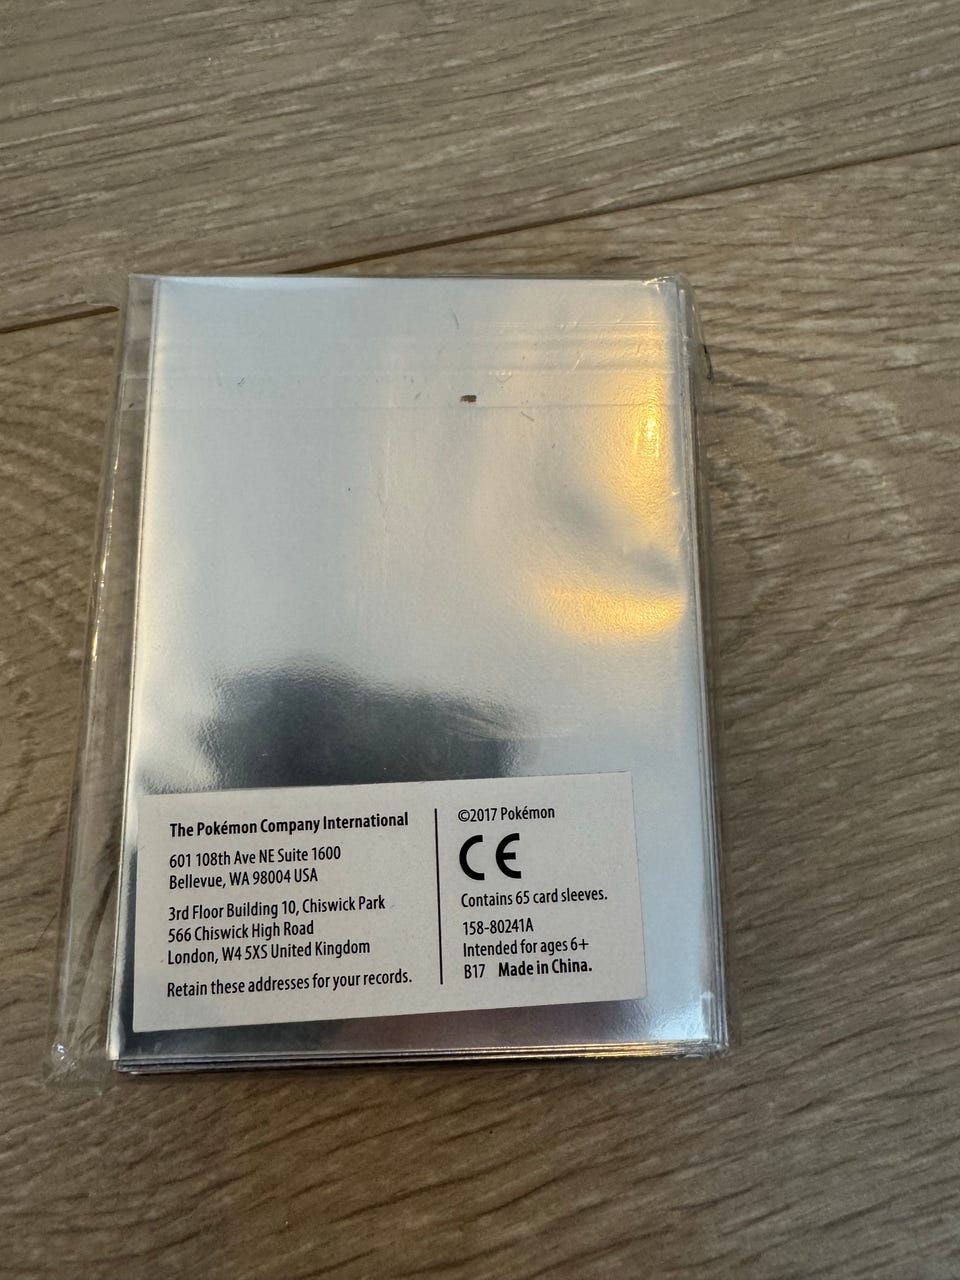 The Pokémon Company International
601 108th Ave NE Suite 1600
Bellevue, WA 98004 USA
3rd Floor Building 10, Chiswick Park
566 Chiswick High Road
London, W4 5XS United Kingdom
Retain these addresses for your records.
©2017 Pokémon
CE
Contains 65 card sleeves.
158-80241A
Intended for ages 6+
B17 Made in China.